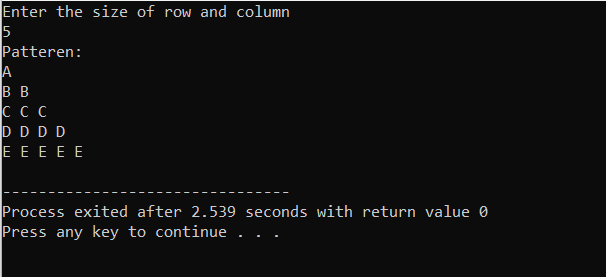 Enter the size of row and column
5
Patteren:
A
B B
C C C
D D D D
E E E E E
--------------------------------
Process exited after 2.539 seconds with return value 0
Press any key to continue . . .